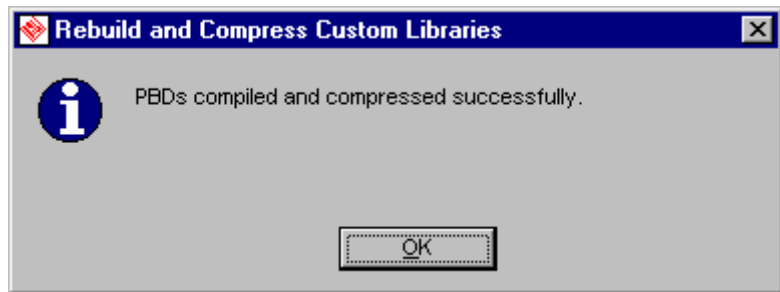 Rebuild and Compress Custom Libraries
PBDs compiled and compressed successfully.
OK